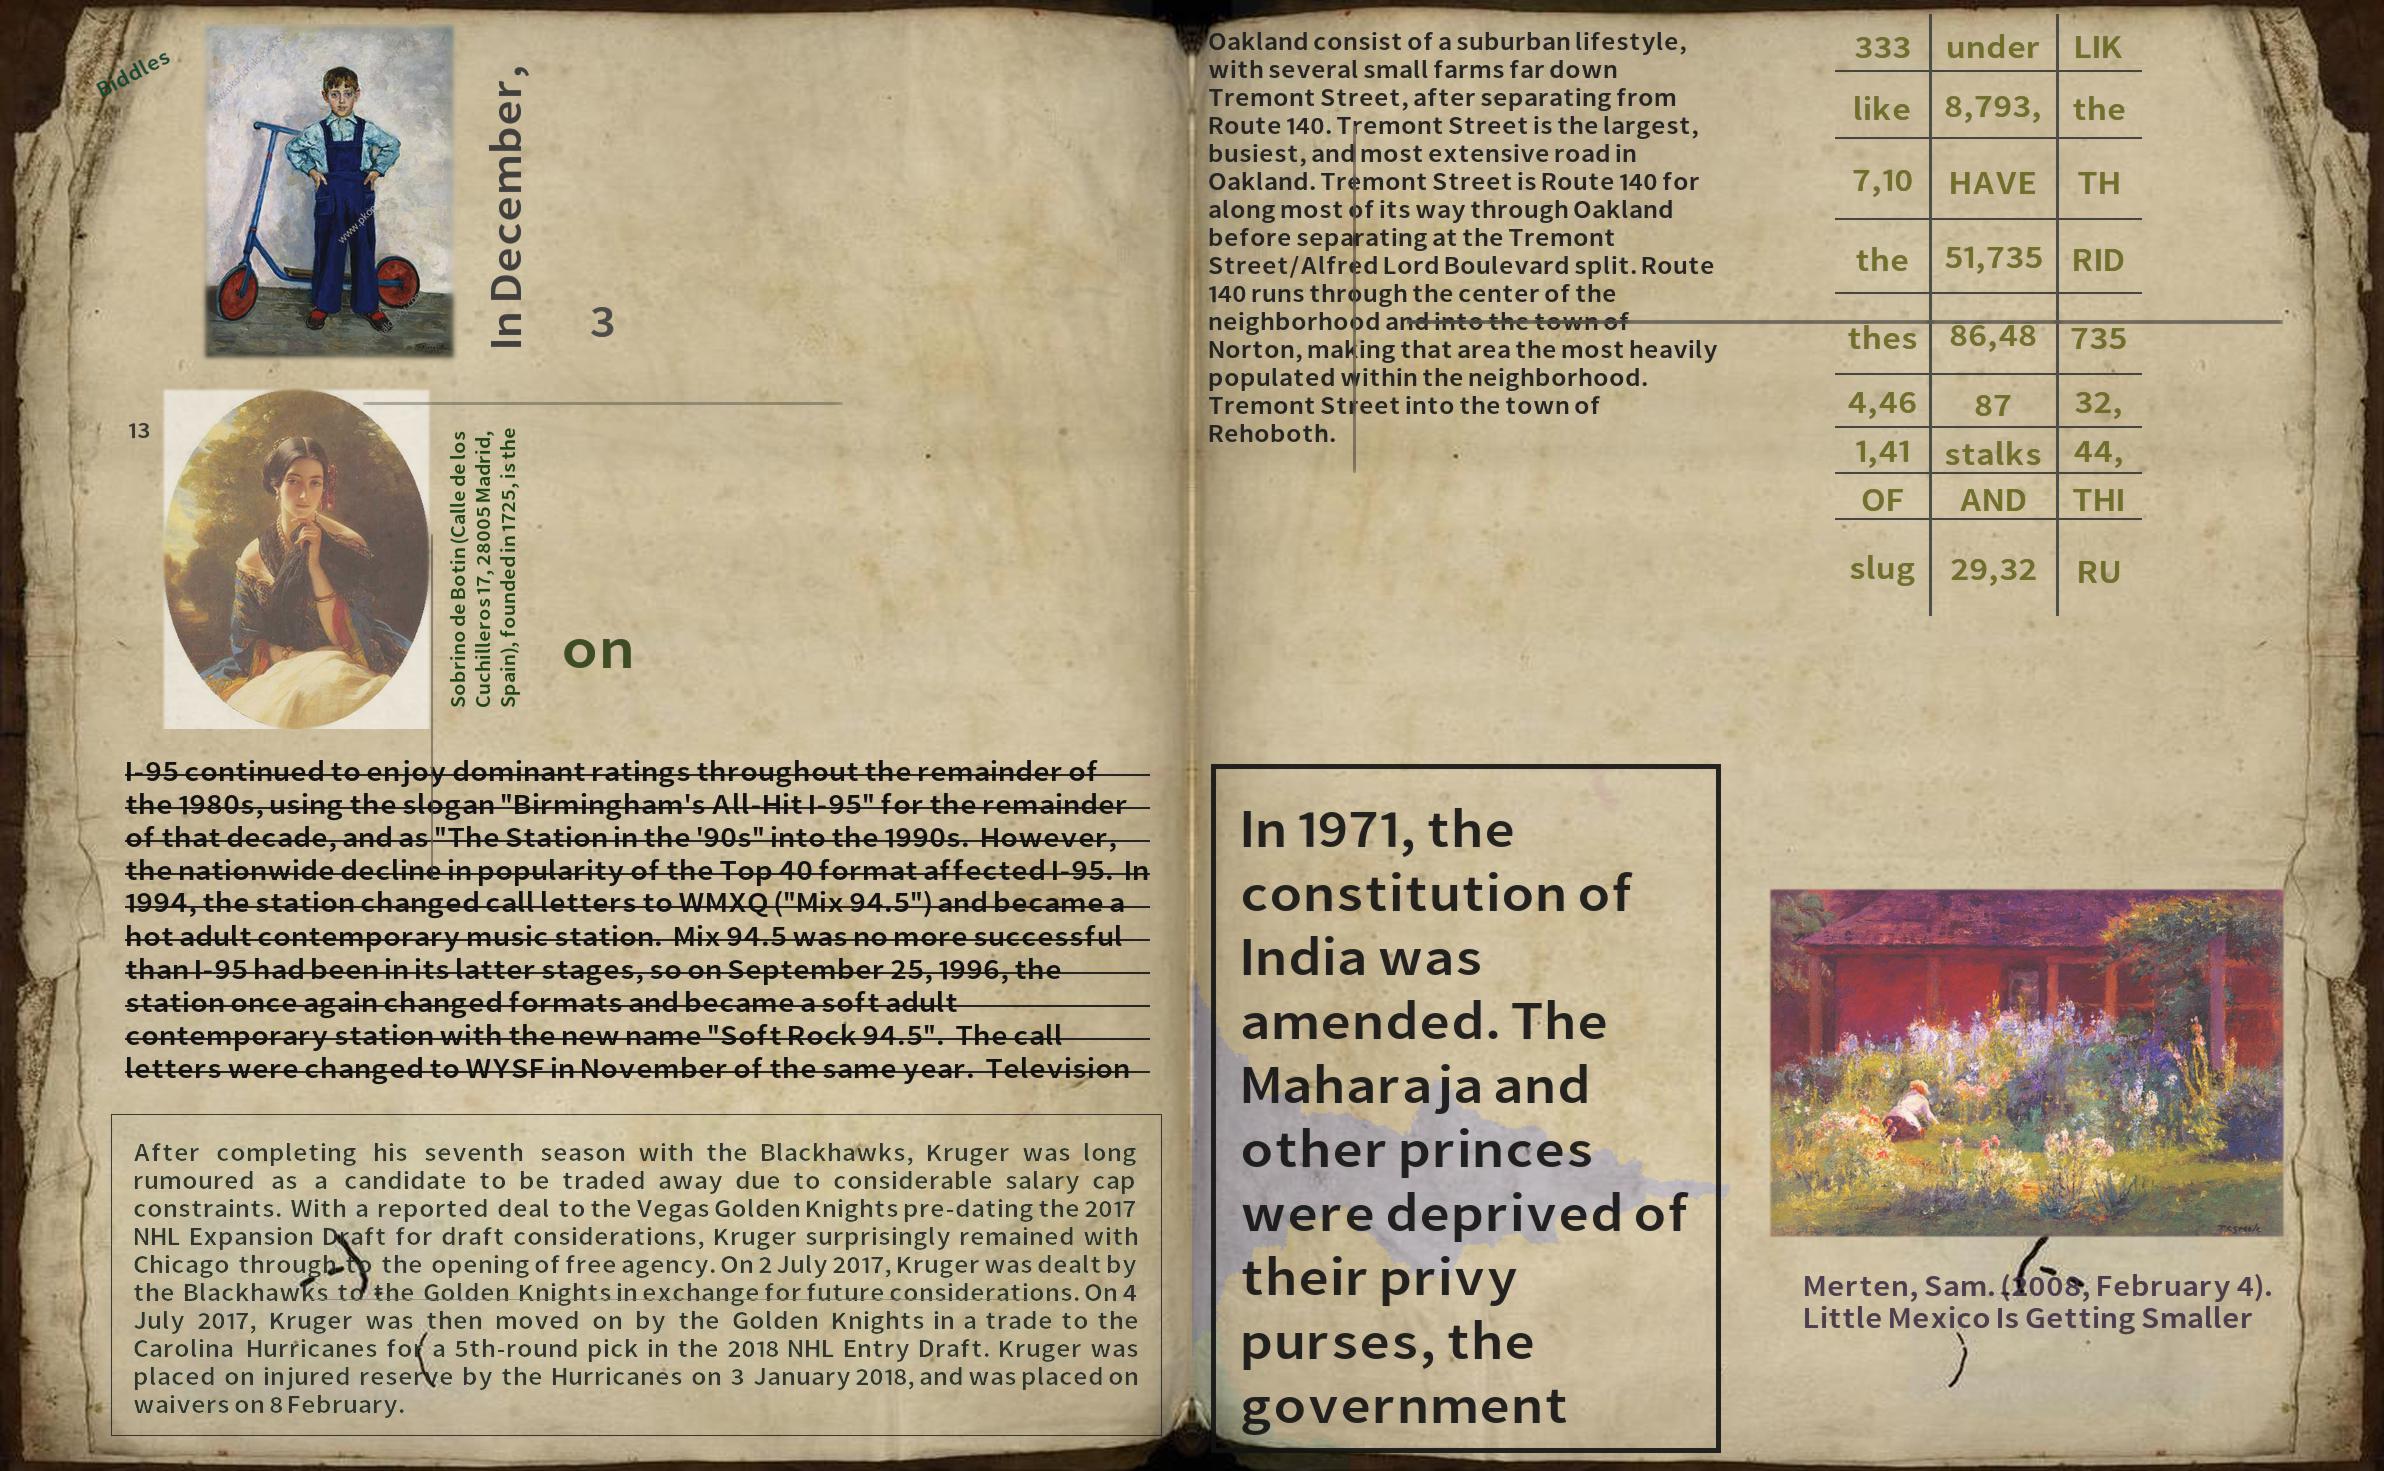 Biddles
In December,
3
13
Sobrino de Botin (Calle de los
Cuchilleros 17, 28005 Madrid,
Spain), founded in 1725, is the
on
I-95 continued to enjoy dominant ratings throughout the remainder of
the 1980s, using the slogan "Birmingham's All-Hit I-95" for the remainder
of that decade, and as "The Station in the '90s" into the 1990s. However,
the nationwide decline in popularity of the Top 40 format affected I-95. In
1994, the station changed call letters to WMXQ ("Mix 94.5") and became a
hot adult contemporary music station. Mix 94.5 was no more successful
than I-95 had been in its latter stages, so on September 25, 1996, the
station once again changed formats and became a soft adult
contemporary station with the new name "Soft Rock 94.5". The call
letters were changed to WYSF in November of the same year. Television
After completing his seventh season with the Blackhawks, Kruger was long
rumoured as a candidate to be traded away due to considerable salary cap
constraints. With a reported deal to the Vegas Golden Knights pre-dating the 2017
NHL Expansion Draft for draft considerations, Kruger surprisingly remained with
Chicago through to the opening of free agency. On 2 July 2017, Kruger was dealt by
the Blackhawks to the Golden Knights in exchange for future considerations. On 4
July 2017, Kruger was then moved on by the Golden Knights in a trade to the
Carolina Hurricanes for a 5th-round pick in the 2018 NHL Entry Draft. Kruger was
placed on injured reserve by the Hurricanes on 3 January 2018, and was placed on
waivers on 8 February.
Oakland consist of a suburban lifestyle,
with several small farms far down
Tremont Street, after separating from
Route 140. Tremont Street is the largest,
busiest, and most extensive road in
Oakland. Tremont Street is Route 140 for
along most of its way through Oakland
before separating at the Tremont
Street/Alfred Lord Boulevard split. Route
140 runs through the center of the
neighborhood and into the town of
Norton, making that area the most heavily
populated within the neighborhood.
Tremont Street into the town of
Rehoboth.
333 under LIK
like 8,793, the
7,10 HAVE TH
the 51,735 RID
thes 86,48 735
4,46 87 32,
1,41 stalks 44,
OF AND THI
slug 29,32 RU
In 1971, the
constitution of
India was
amended. The
Maharaja and
other princes
were deprived of
their privy
purses, the
government
Merten, Sam. (2008, February 4).
Little Mexico Is Getting Smaller